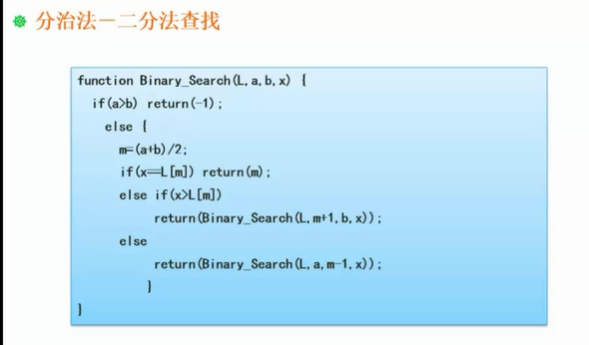 分治法－二分法查找
function Binary_Search(L,a,b,x) {
if(a>b) return(-1);
else {
m=(a+b)/2;
if(x==L[m]) return(m);
else if(x>L[m])
return(Binary_Search(L,m+1,b,x));
else
return(Binary_Search(L,a,m-1,x));
}
}